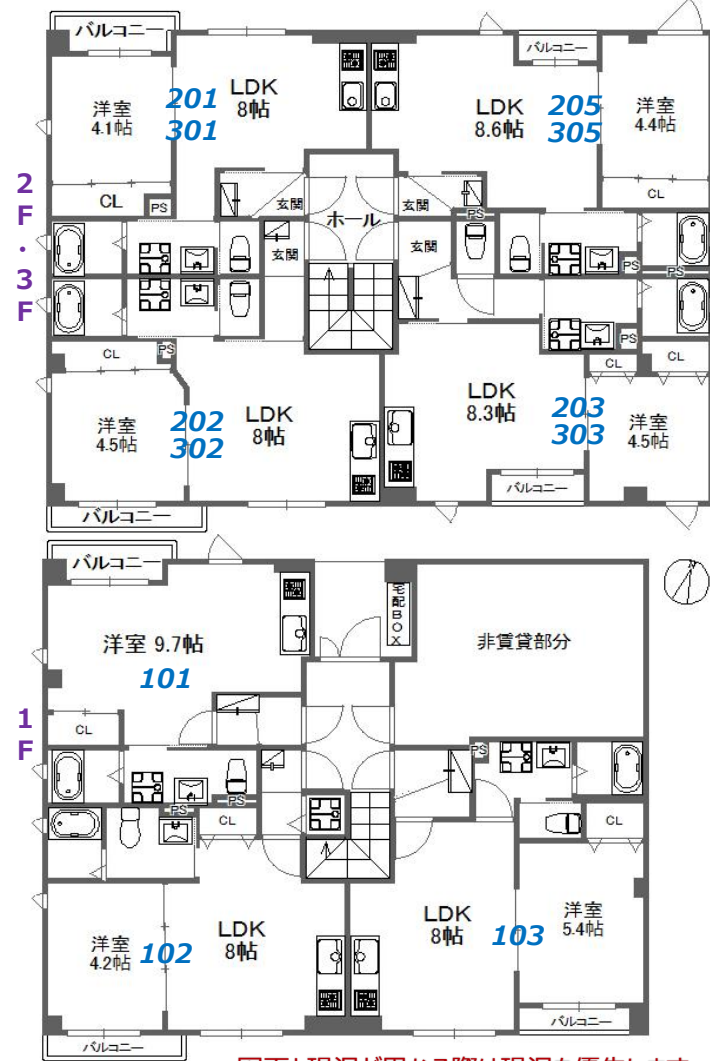 バルコニー
洋室
4.1帖
201
301
LDK
8帖
CL
PS
玄関
ホール
玄関
LDK
8.6帖
バルコニー
205
305
洋室
4.4帖
CL
2F・3F
玄関
玄関
PS
PS
PS
CL
PS
洋室
4.5帖
202
302
LDK
8帖
バルコニー
LDK
8.3帖
203
303
PS
CL
CL
洋室
4.5帖
バルコニー
バルコニー
洋室 9.7帖
101
CL
宅配BOX
非賃貸部分
1F
PS
PS
CL
PS
CL
洋室
4.2帖
102
LDK
8帖
LDK
8帖
103
洋室
5.4帖
バルコニー
バルコニー